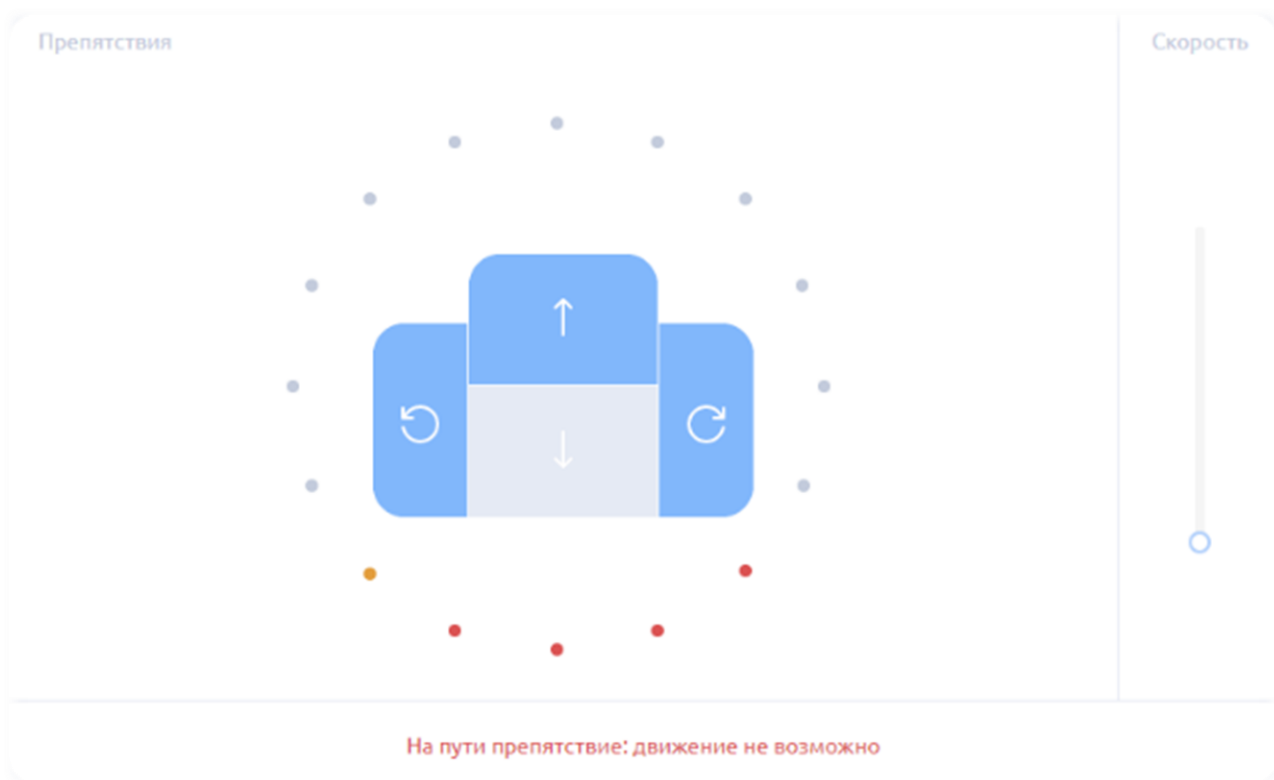 Препятствия
Скорость
На пути препятствие: движение не возможно